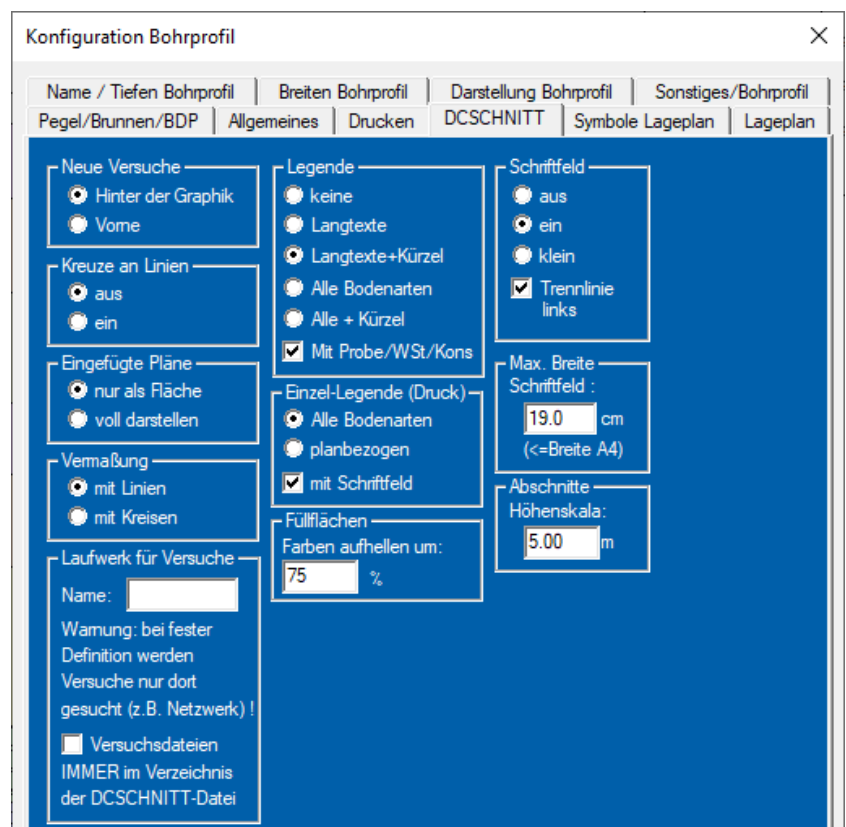 Konfiguration Bohrprofil
Name / Tiefen Bohrprofil
Breiten Bohrprofil
Darstellung Bohrprofil
Sonstiges/Bohrprofil
Pegel/Brunnen/BDP
Allgemeines
Drucken
DCSCHNITT
Symbole Lageplan
Lageplan
Neue Versuche
Hinter der Graphik
Vorne
Kreuze an Linien
aus
ein
Eingefügte Pläne
nur als Fläche
voll darstellen
Vermaßung
mit Linien
mit Kreisen
Laufwerk für Versuche
Name:
Warnung: bei fester
Definition werden
Versuche nur dort
gesucht (z.B. Netzwerk) !
Versuchsdateien
IMMER im Verzeichnis
der DCSCHNITT-Datei
Legende
keine
Langtexte
Langtexte+Kürzel
Alle Bodenarten
Alle + Kürzel
Mit Probe/WSt/Kons
Einzel-Legende (Druck)
Alle Bodenarten
planbezogen
mit Schriftfeld
Füllflächen
Farben aufhellen um:
75 %
Schriftfeld
aus
ein
klein
Trennlinie
links
Max. Breite
Schriftfeld :
19.0 cm
(<=Breite A4)
Abschnitte
Höhenskala:
5.00 m